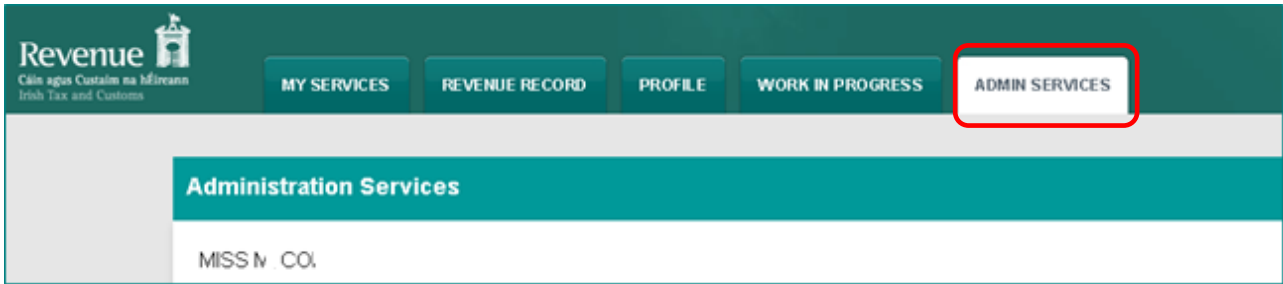 Revenue
Cáin agus Custaim na hÉireann
Irish Tax and Customs
MY SERVICES REVENUE RECORD PROFILE WORK IN PROGRESS ADMIN SERVICES
Administration Services
MISS